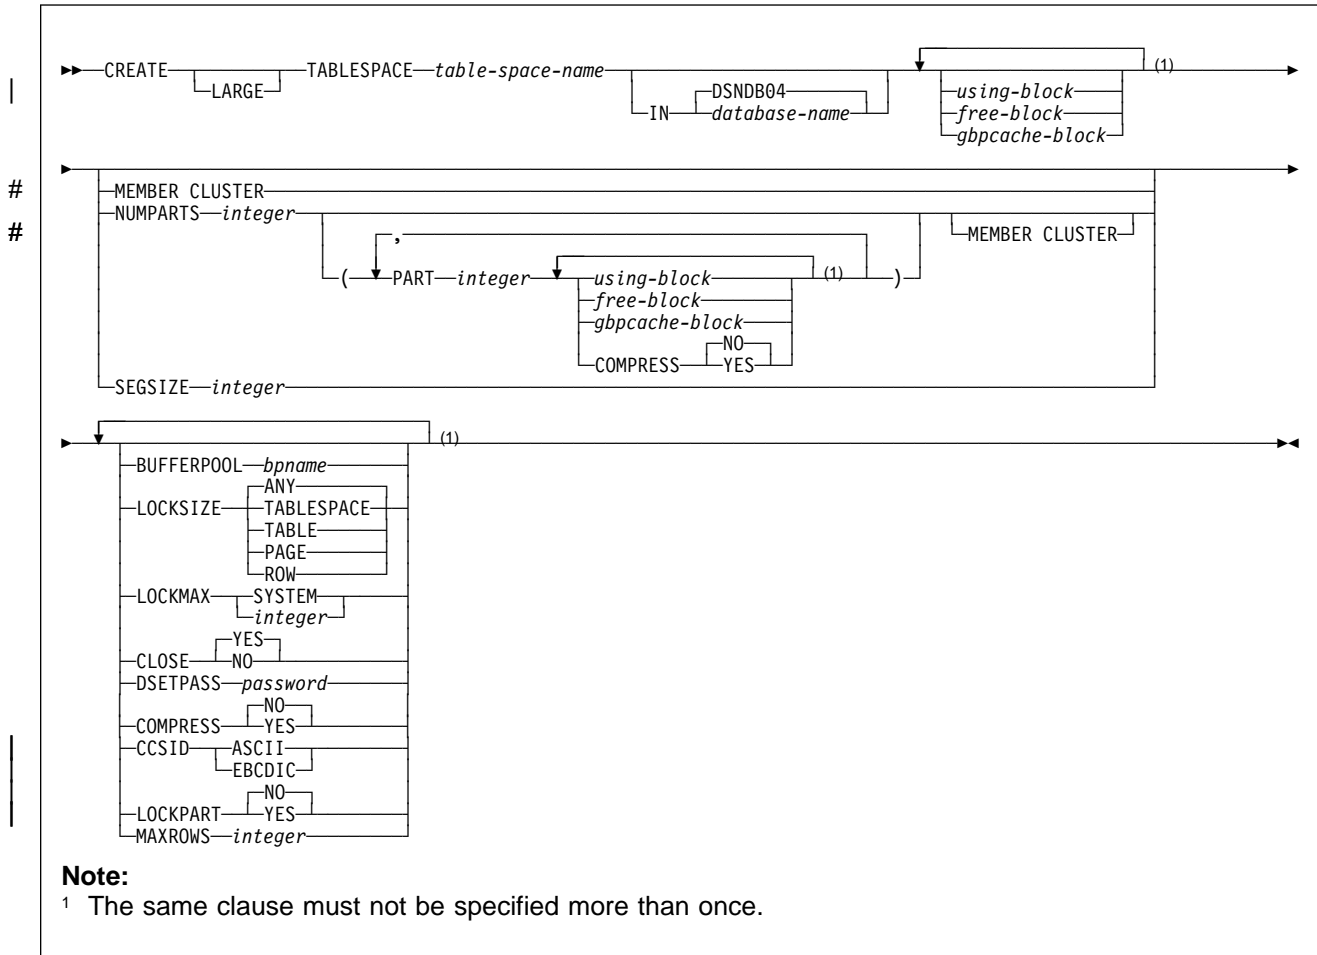 CREATE LARGE TABLESPACE table-space-name IN DSNDB04 database-name using-block free-block gbpcache-block (1)
|
# MEMBER CLUSTER
# NUMPARTS integer ( , PART integer using-block free-block gbpcache-block COMPRESS NO YES (1) ) MEMBER CLUSTER
SEGSIZE integer
(1)
BUFFERPOOL bpname
ANY
LOCKSIZE TABLESPACE
TABLE
PAGE
ROW
LOCKMAX SYSTEM
integer
YES
CLOSE NO
DSETPASS password
NO
COMPRESS YES
CCSID ASCII
EBCDIC
NO
LOCKPART YES
MAXROWS integer
Note:
1 The same clause must not be specified more than once.